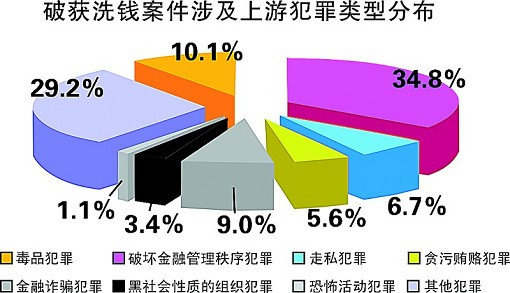 破获洗钱案件涉及上游犯罪类型分布
10.1%
29.2%
34.8%
1.1%
3.4%
9.0%
5.6%
6.7%
毒品犯罪 破坏金融管理秩序犯罪 走私犯罪 贪污贿赂犯罪
金融诈骗犯罪 黑社会性质的组织犯罪 恐怖活动犯罪 其他犯罪